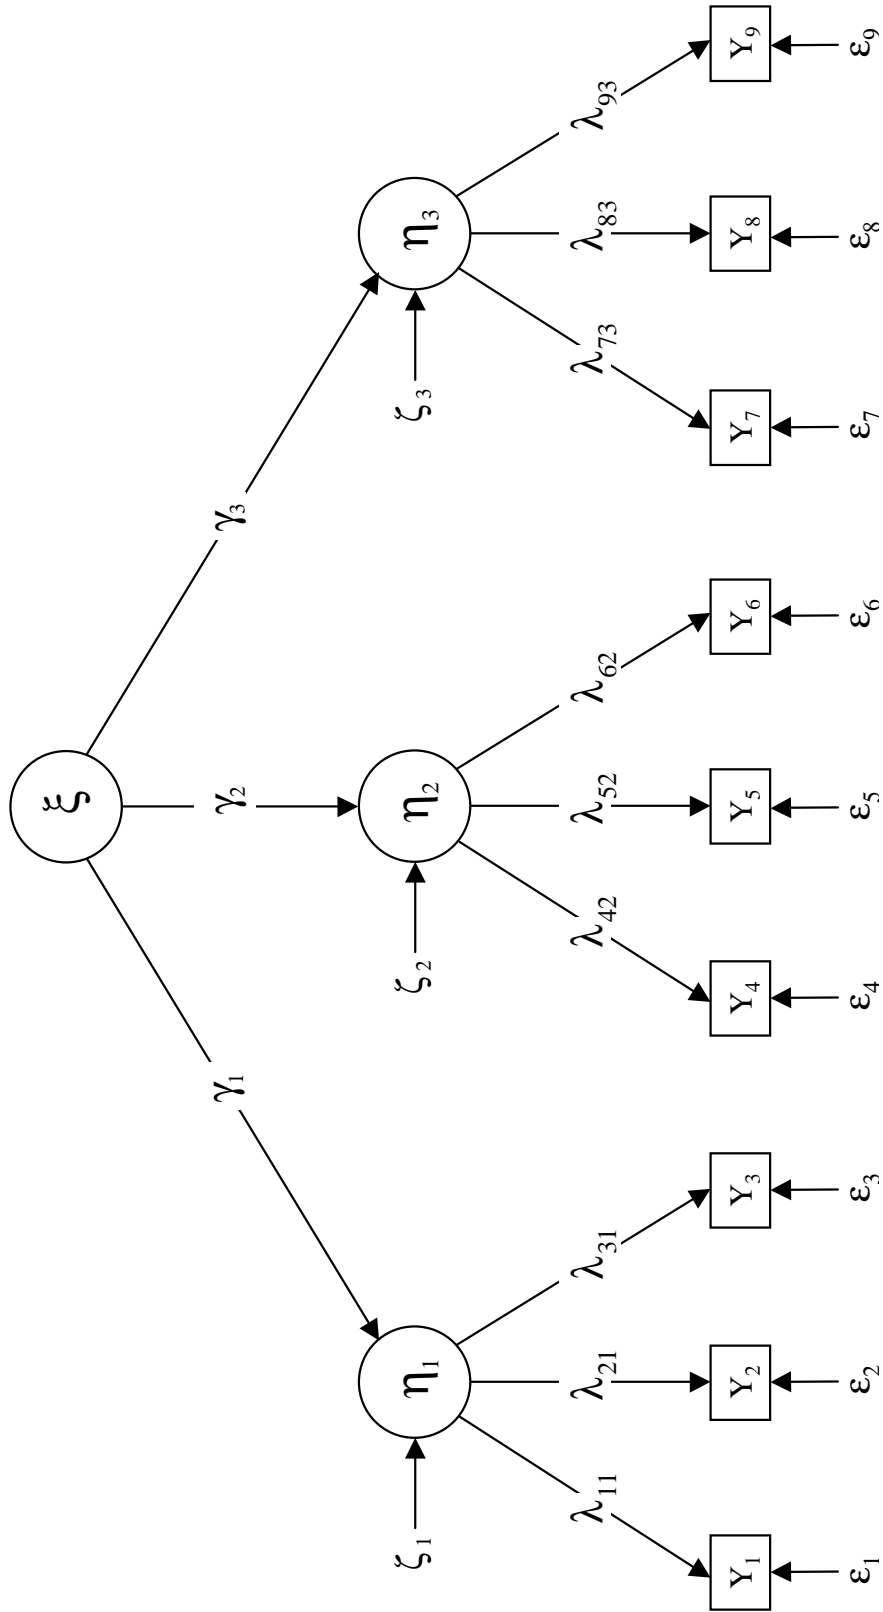 ξ
γ₁ γ₂ γ₃
η₁ η₂ η₃
ζ₁ ζ₂ ζ₃
λ₁₁ λ₂₁ λ₃₁ λ₄₂ λ₅₂ λ₆₂ λ₇₃ λ₈₃ λ₉₃
Y₁ Y₂ Y₃ Y₄ Y₅ Y₆ Y₇ Y₈ Y₉
ε₁ ε₂ ε₃ ε₄ ε₅ ε₆ ε₇ ε₈ ε₉